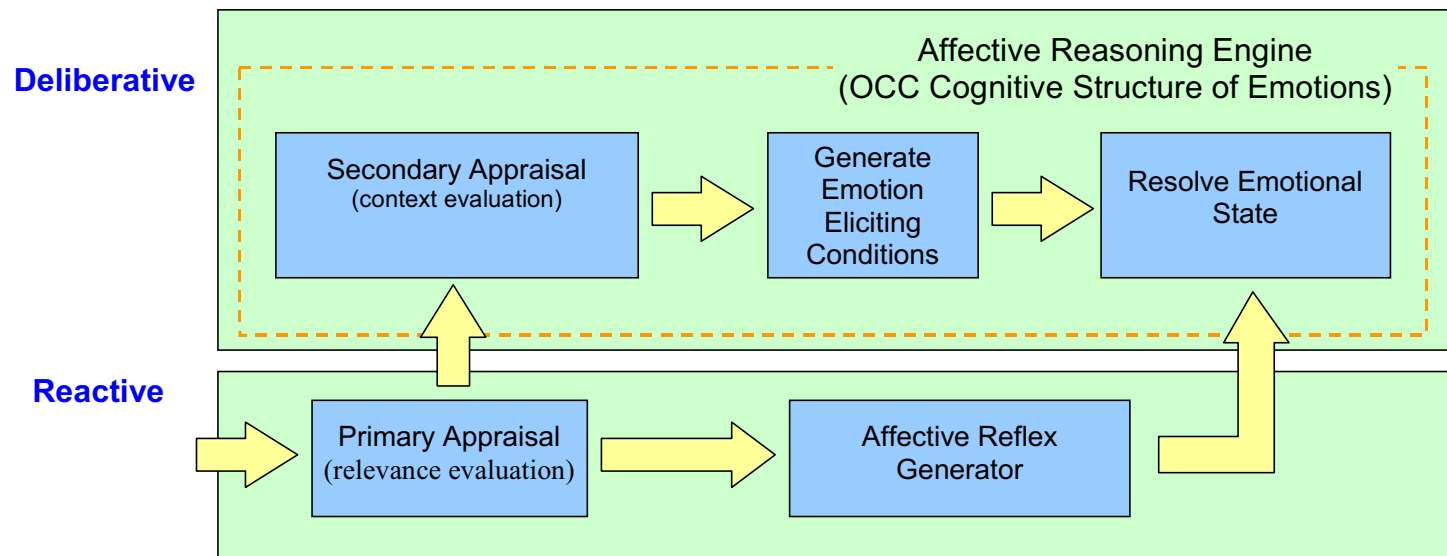 Affective Reasoning Engine
(OCC Cognitive Structure of Emotions)
Deliberative
Secondary Appraisal
(context evaluation)
Generate
Emotion
Eliciting
Conditions
Resolve Emotional
State
Reactive
Primary Appraisal
(relevance evaluation)
Affective Reflex
Generator